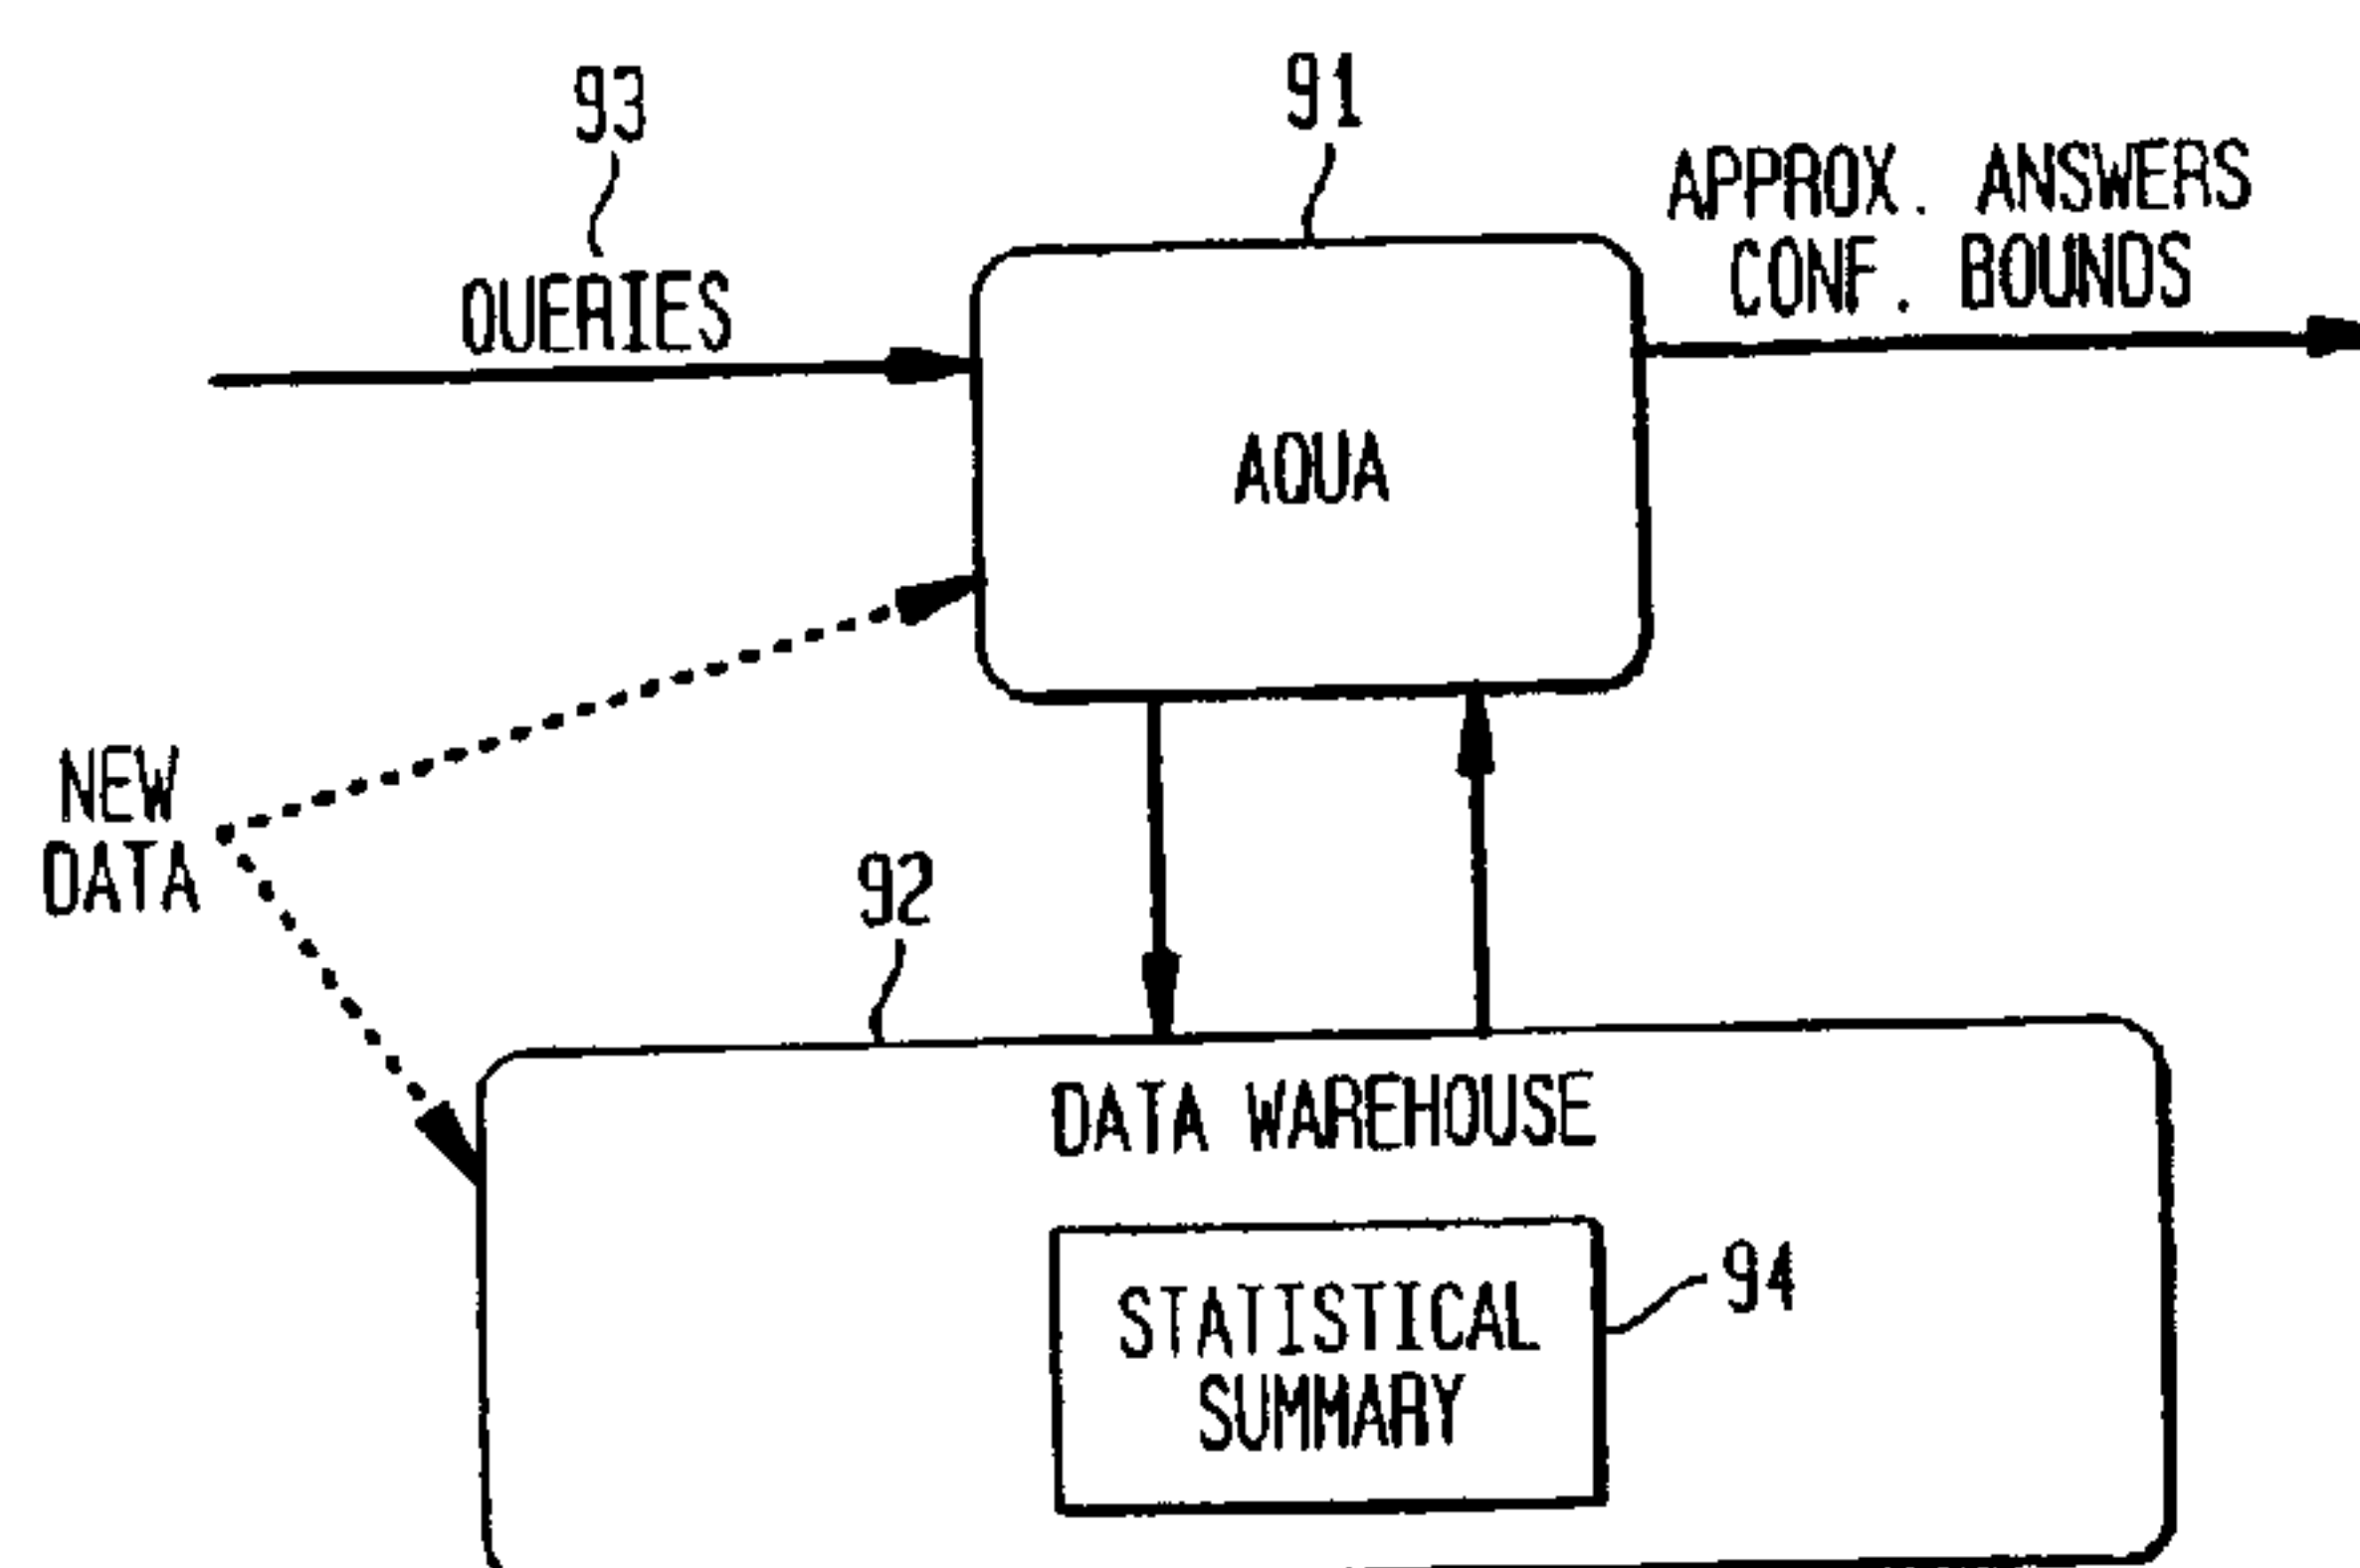 93
91
APPROX. ANSWERS
CONF. BOUNDS
QUERIES
AQUA
NEW
DATA
92
DATA WAREHOUSE
STATISTICAL
SUMMARY
94